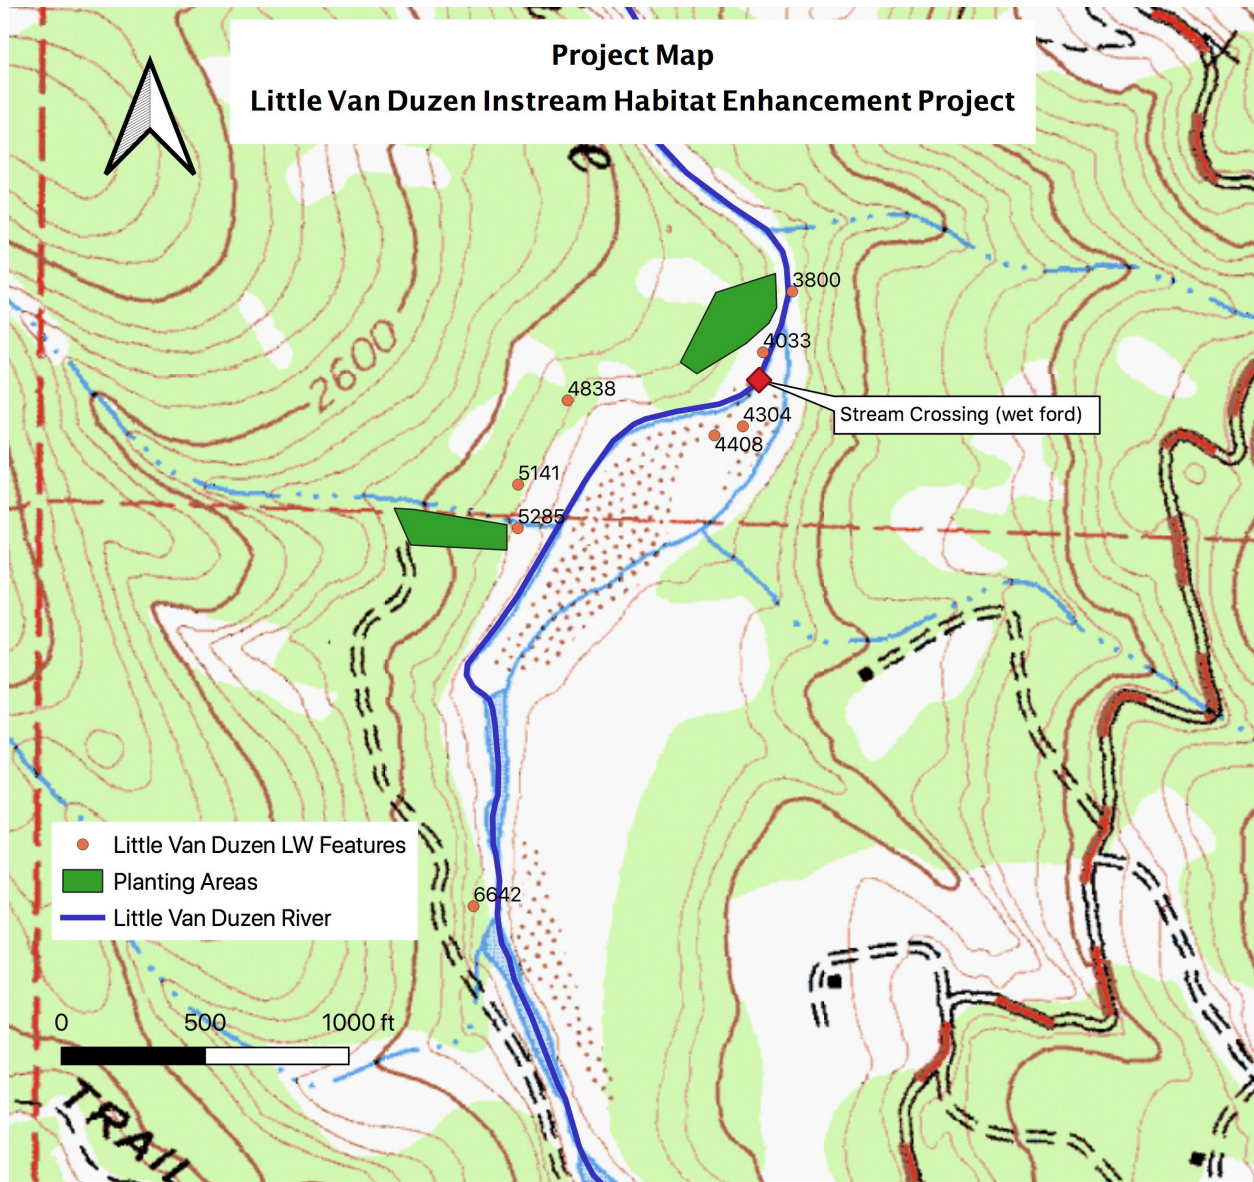 Project Map
Little Van Duzen Instream Habitat Enhancement Project
e
3800
4033
2600
4838
4304
Stream Crossing (wet ford)
4408
5141
5285
Little Van Duzen LW Features
Planting Areas
6642
Little Van Duzen River
0 500 1000 ft
TRAIL